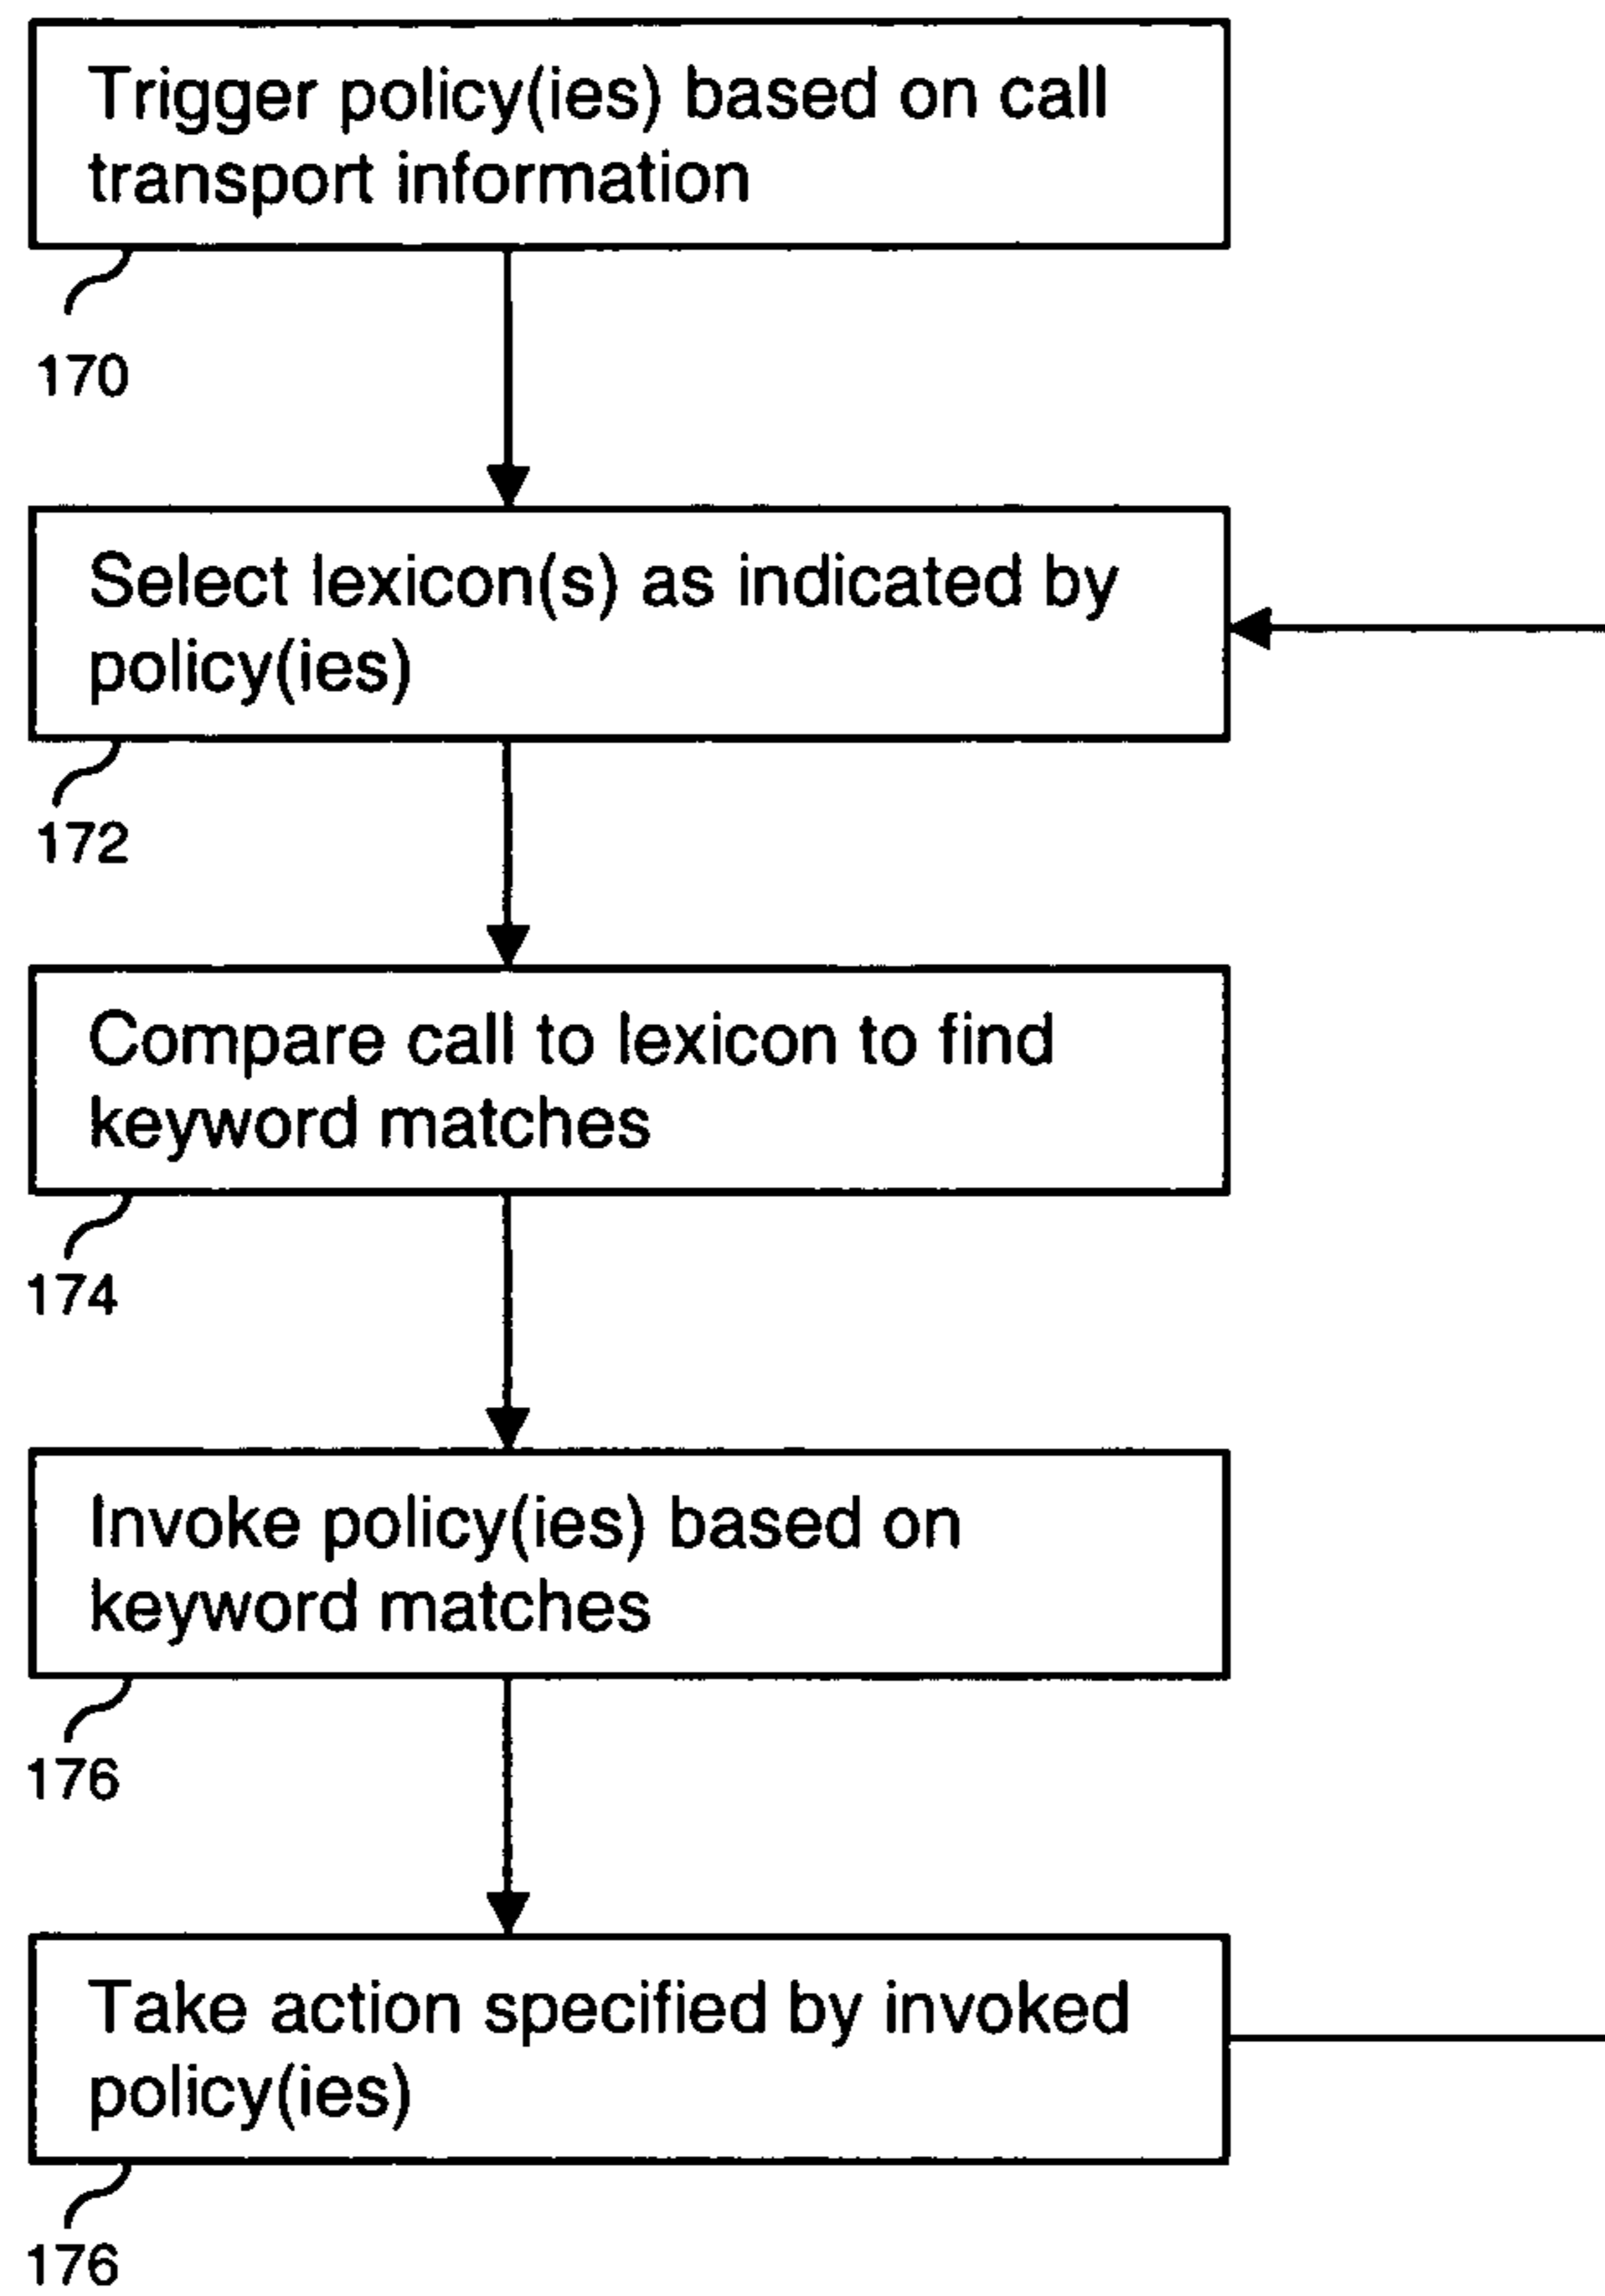 Trigger policy(ies) based on call
transport information
170
Select lexicon(s) as indicated by
policy(ies)
172
Compare call to lexicon to find
keyword matches
174
Invoke policy(ies) based on
keyword matches
176
Take action specified by invoked
policy(ies)
176